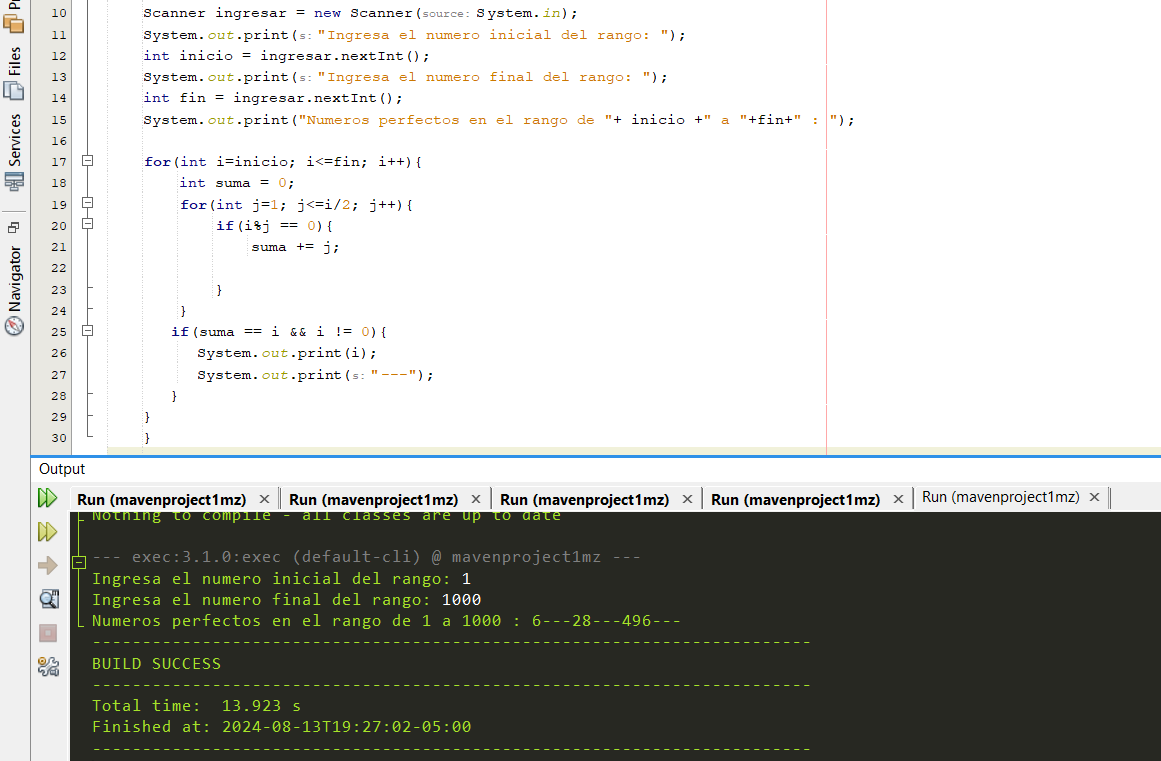 Files
Services
Navigator
10 Scanner ingresar = new Scanner(source: System.in);
11 System.out.print(s: "Ingresa el numero inicial del rango: ");
12 int inicio = ingresar.nextInt();
13 System.out.print(s: "Ingresa el numero final del rango: ");
14 int fin = ingresar.nextInt();
15 System.out.print("Numeros perfectos en el rango de "+ inicio +" a "+fin+" : ");
16
17 for(int i=inicio; i<=fin; i++){
18 int suma = 0;
19 for(int j=1; j<=i/2; j++){
20 if(i%j == 0){
21 suma += j;
22
23 }
24 }
25 if(suma == i && i != 0){
26 System.out.print(i);
27 System.out.print(s: "---");
28 }
29 }
30 }
Output
Run (mavenproject1mz) × Run (mavenproject1mz) × Run (mavenproject1mz) × Run (mavenproject1mz) × Run (mavenproject1mz) ×
Nothing to compile - all classes are up to date
--- exec:3.1.0:exec (default-cli) @ mavenproject1mz ---
Ingresa el numero inicial del rango: 1
Ingresa el numero final del rango: 1000
Numeros perfectos en el rango de 1 a 1000 : 6---28---496---
------------------------------------------------------------------------
BUILD SUCCESS
------------------------------------------------------------------------
Total time:  13.923 s
Finished at: 2024-08-13T19:27:02-05:00
------------------------------------------------------------------------